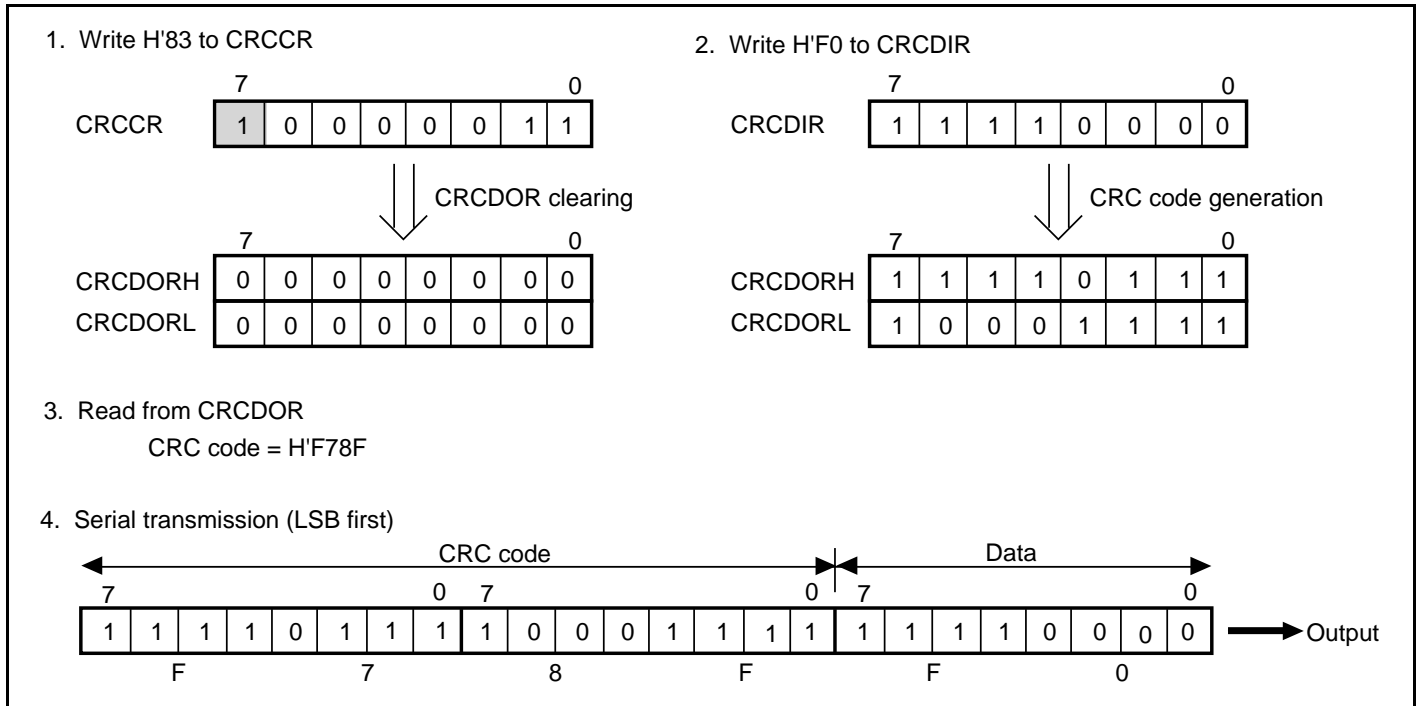 1. Write H'83 to CRCCR
7 0
CRCCR 1 0 0 0 0 0 1 1
CRCDOR clearing
7 0
CRCDORH 0 0 0 0 0 0 0 0
CRCDORL 0 0 0 0 0 0 0 0
2. Write H'F0 to CRCDIR
7 0
CRCDIR 1 1 1 1 0 0 0 0
CRC code generation
7 0
CRCDORH 1 1 1 1 0 1 1 1
CRCDORL 1 0 0 0 1 1 1 1
3. Read from CRCDOR
CRC code = H'F78F
4. Serial transmission (LSB first)
CRC code Data
7 0 7 0 7 0
1 1 1 1 0 1 1 1 1 0 0 0 1 1 1 1 1 1 1 1 0 0 0 0 Output
F 7 8 F F 0